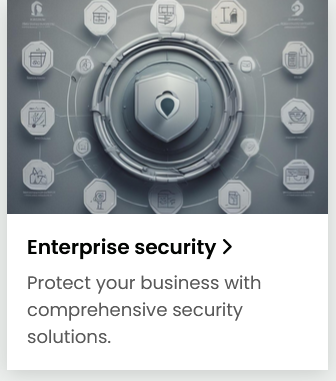 Enterprise security
Protect your business with
comprehensive security
solutions.